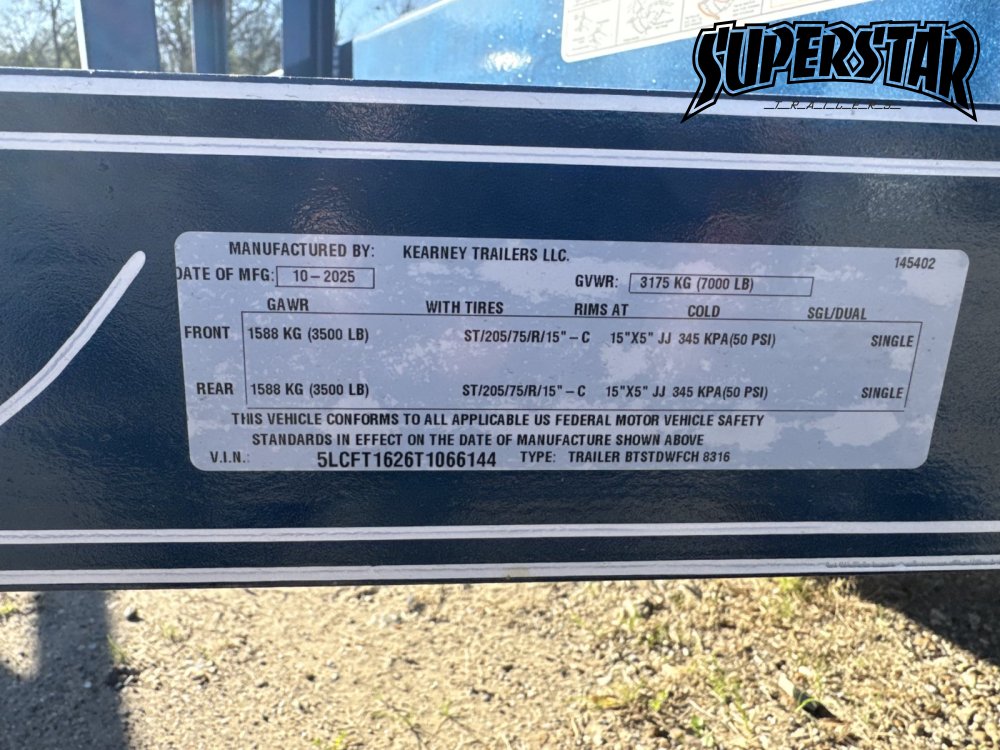 SUPERSTAR
TRAILERS
MANUFACTURED BY: KEARNEY TRAILERS LLC.
145402
DATE OF MFG: 10-2025 GVWR: 3175 KG (7000 LB)
GAWR WITH TIRES RIMS AT COLD SGL/DUAL
FRONT 1588 KG (3500 LB) ST/205/75/R/15"-C 15"X5" JJ 345 KPA(50 PSI) SINGLE
REAR 1588 KG (3500 LB) ST/205/75/R/15"-C 15"X5" JJ 345 KPA(50 PSI) SINGLE
THIS VEHICLE CONFORMS TO ALL APPLICABLE US FEDERAL MOTOR VEHICLE SAFETY
STANDARDS IN EFFECT ON THE DATE OF MANUFACTURE SHOWN ABOVE
V.I.N.: 5LCFT1626T1066144 TYPE: TRAILER BTSTDWFCH 8316